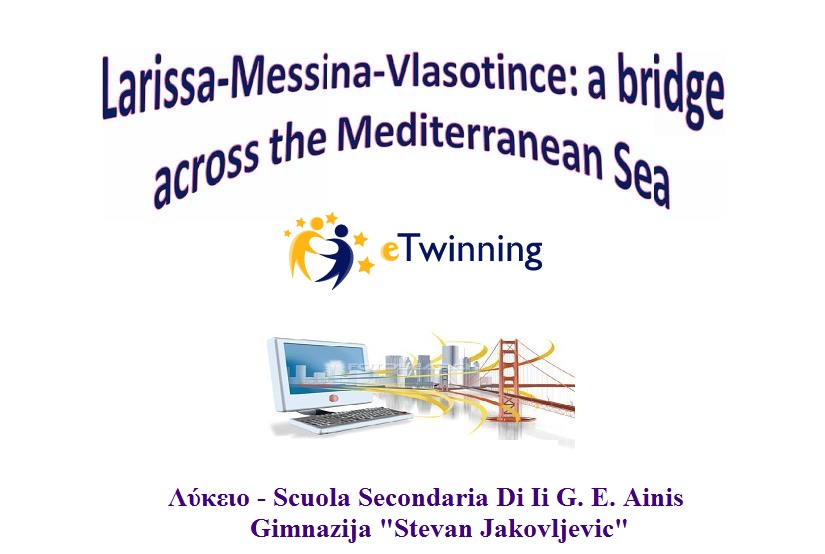 Larissa-Messina-Vlasotince: a bridge
across the Mediterranean Sea
eTwinning
Λύκειο - Scuola Secondaria Di Ii G. E. Ainis
Gimnazija "Stevan Jakovljevic"